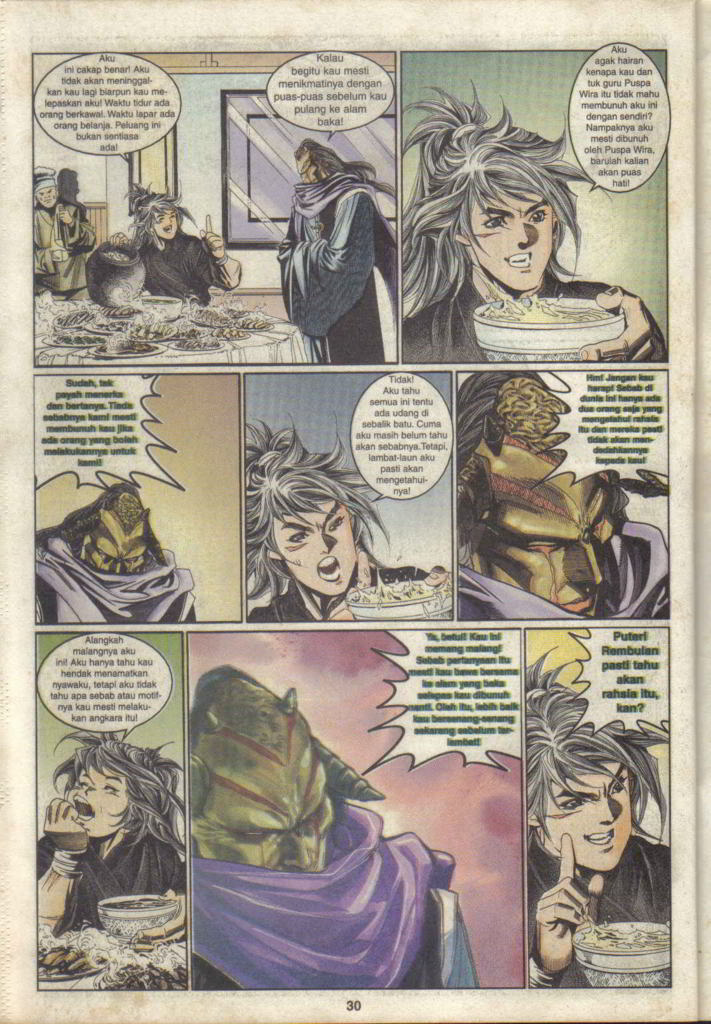 Aku
ini cakap benar! Aku
tidak akan meninggal-
kan kau lagi biarpun kau me-
lepaskan aku! Waktu tidur ada
orang berkawal. Waktu lapar ada
orang belanja. Peluang ini
bukan sentiasa
ada!
Kalau
begitu kau mesti
menikmatinya dengan
puas-puas sebelum kau
pulang ke alam
baka!
Aku
agak hairan
kenapa kau dan
tuk guru Puspa
Wira itu tidak mahu
membunuh aku ini
dengan sendiri?
Nampaknya aku
mesti dibunuh
oleh Puspa Wira,
barulah kalian
akan puas
hati!
Sudah, tak
payah meneka
dan bertanya. Tiada
sebabnya kami mesti
membunuh kau jika
ada orang yang boleh
melakukannya untuk
kami!
Tidak!
Aku tahu
semua ini tentu
ada udang di
sebalik batu. Cuma
aku masih belum tahu
akan sebabnya.Tetapi,
lambat-laun aku
pasti akan
mengetahui-
nya!
Hm! Jangan kau
harap! Sebab di
dunia ini hanya ada
dua orang saja yang
mengetahui rahsia
itu dan mereka pasti
tidak akan men-
dedahkannya
kepada kau!
Alangkah
malangnya aku
ini! Aku hanya tahu kau
hendak menamatkan
nyawaku, tetapi aku tidak
tahu apa sebab atau motif-
nya kau mesti melaku-
kan angkara itu!
Ya, betul! Kau ini
memang malang!
Sebab pertanyaan itu
mesti kau bawa bersama
ke alam yang baka
selepas kau dibunuh
nanti. Oleh itu, lebih baik
kau bersenang-senang
sekarang sebelum ter-
lambat!
Puteri
Rembulan
pasti tahu
akan
rahsia itu,
kan?
30